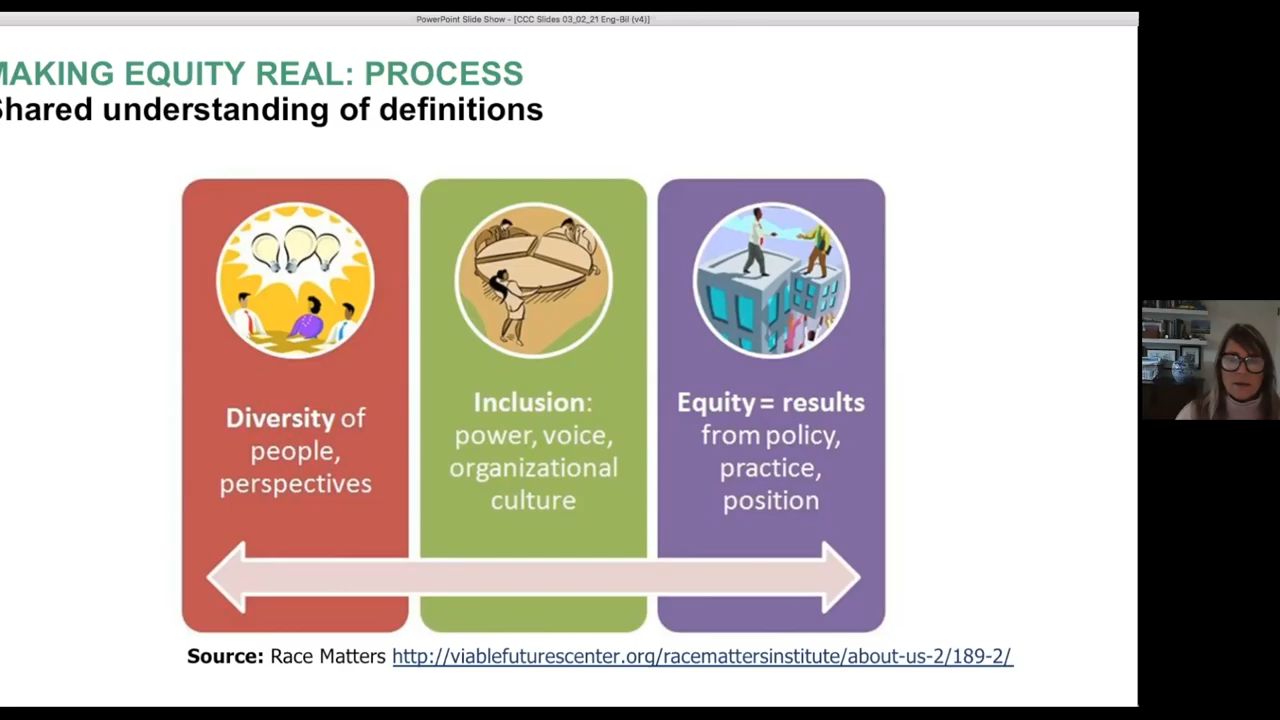 PowerPoint Slide Show - [CCC Slides 03_02_21 Eng-Bil (v4)]
MAKING EQUITY REAL: PROCESS
Shared understanding of definitions
Diversity of
people,
perspectives
Inclusion:
power, voice,
organizational
culture
Equity = results
from policy,
practice,
position
Source: Race Matters http://viablefuturescenter.org/racemattersinstitute/about-us-2/189-2/